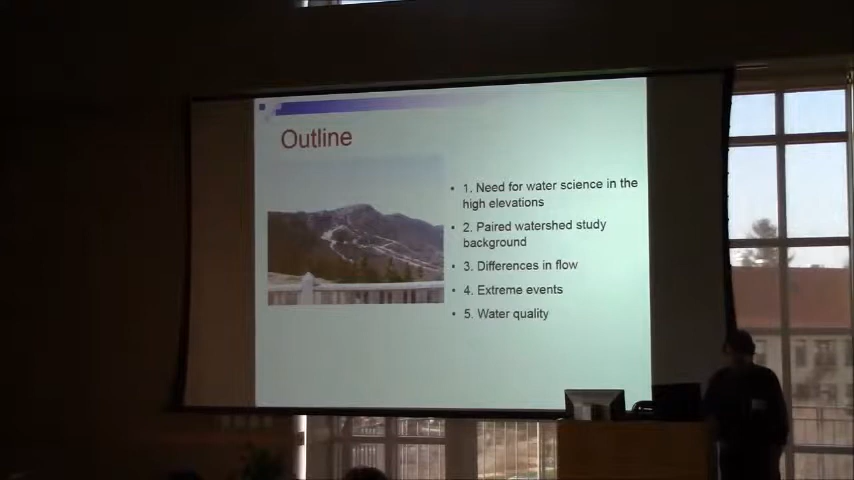 Outline
• 1. Need for water science in the
high elevations
• 2. Paired watershed study
background
• 3. Differences in flow
• 4. Extreme events
• 5. Water quality